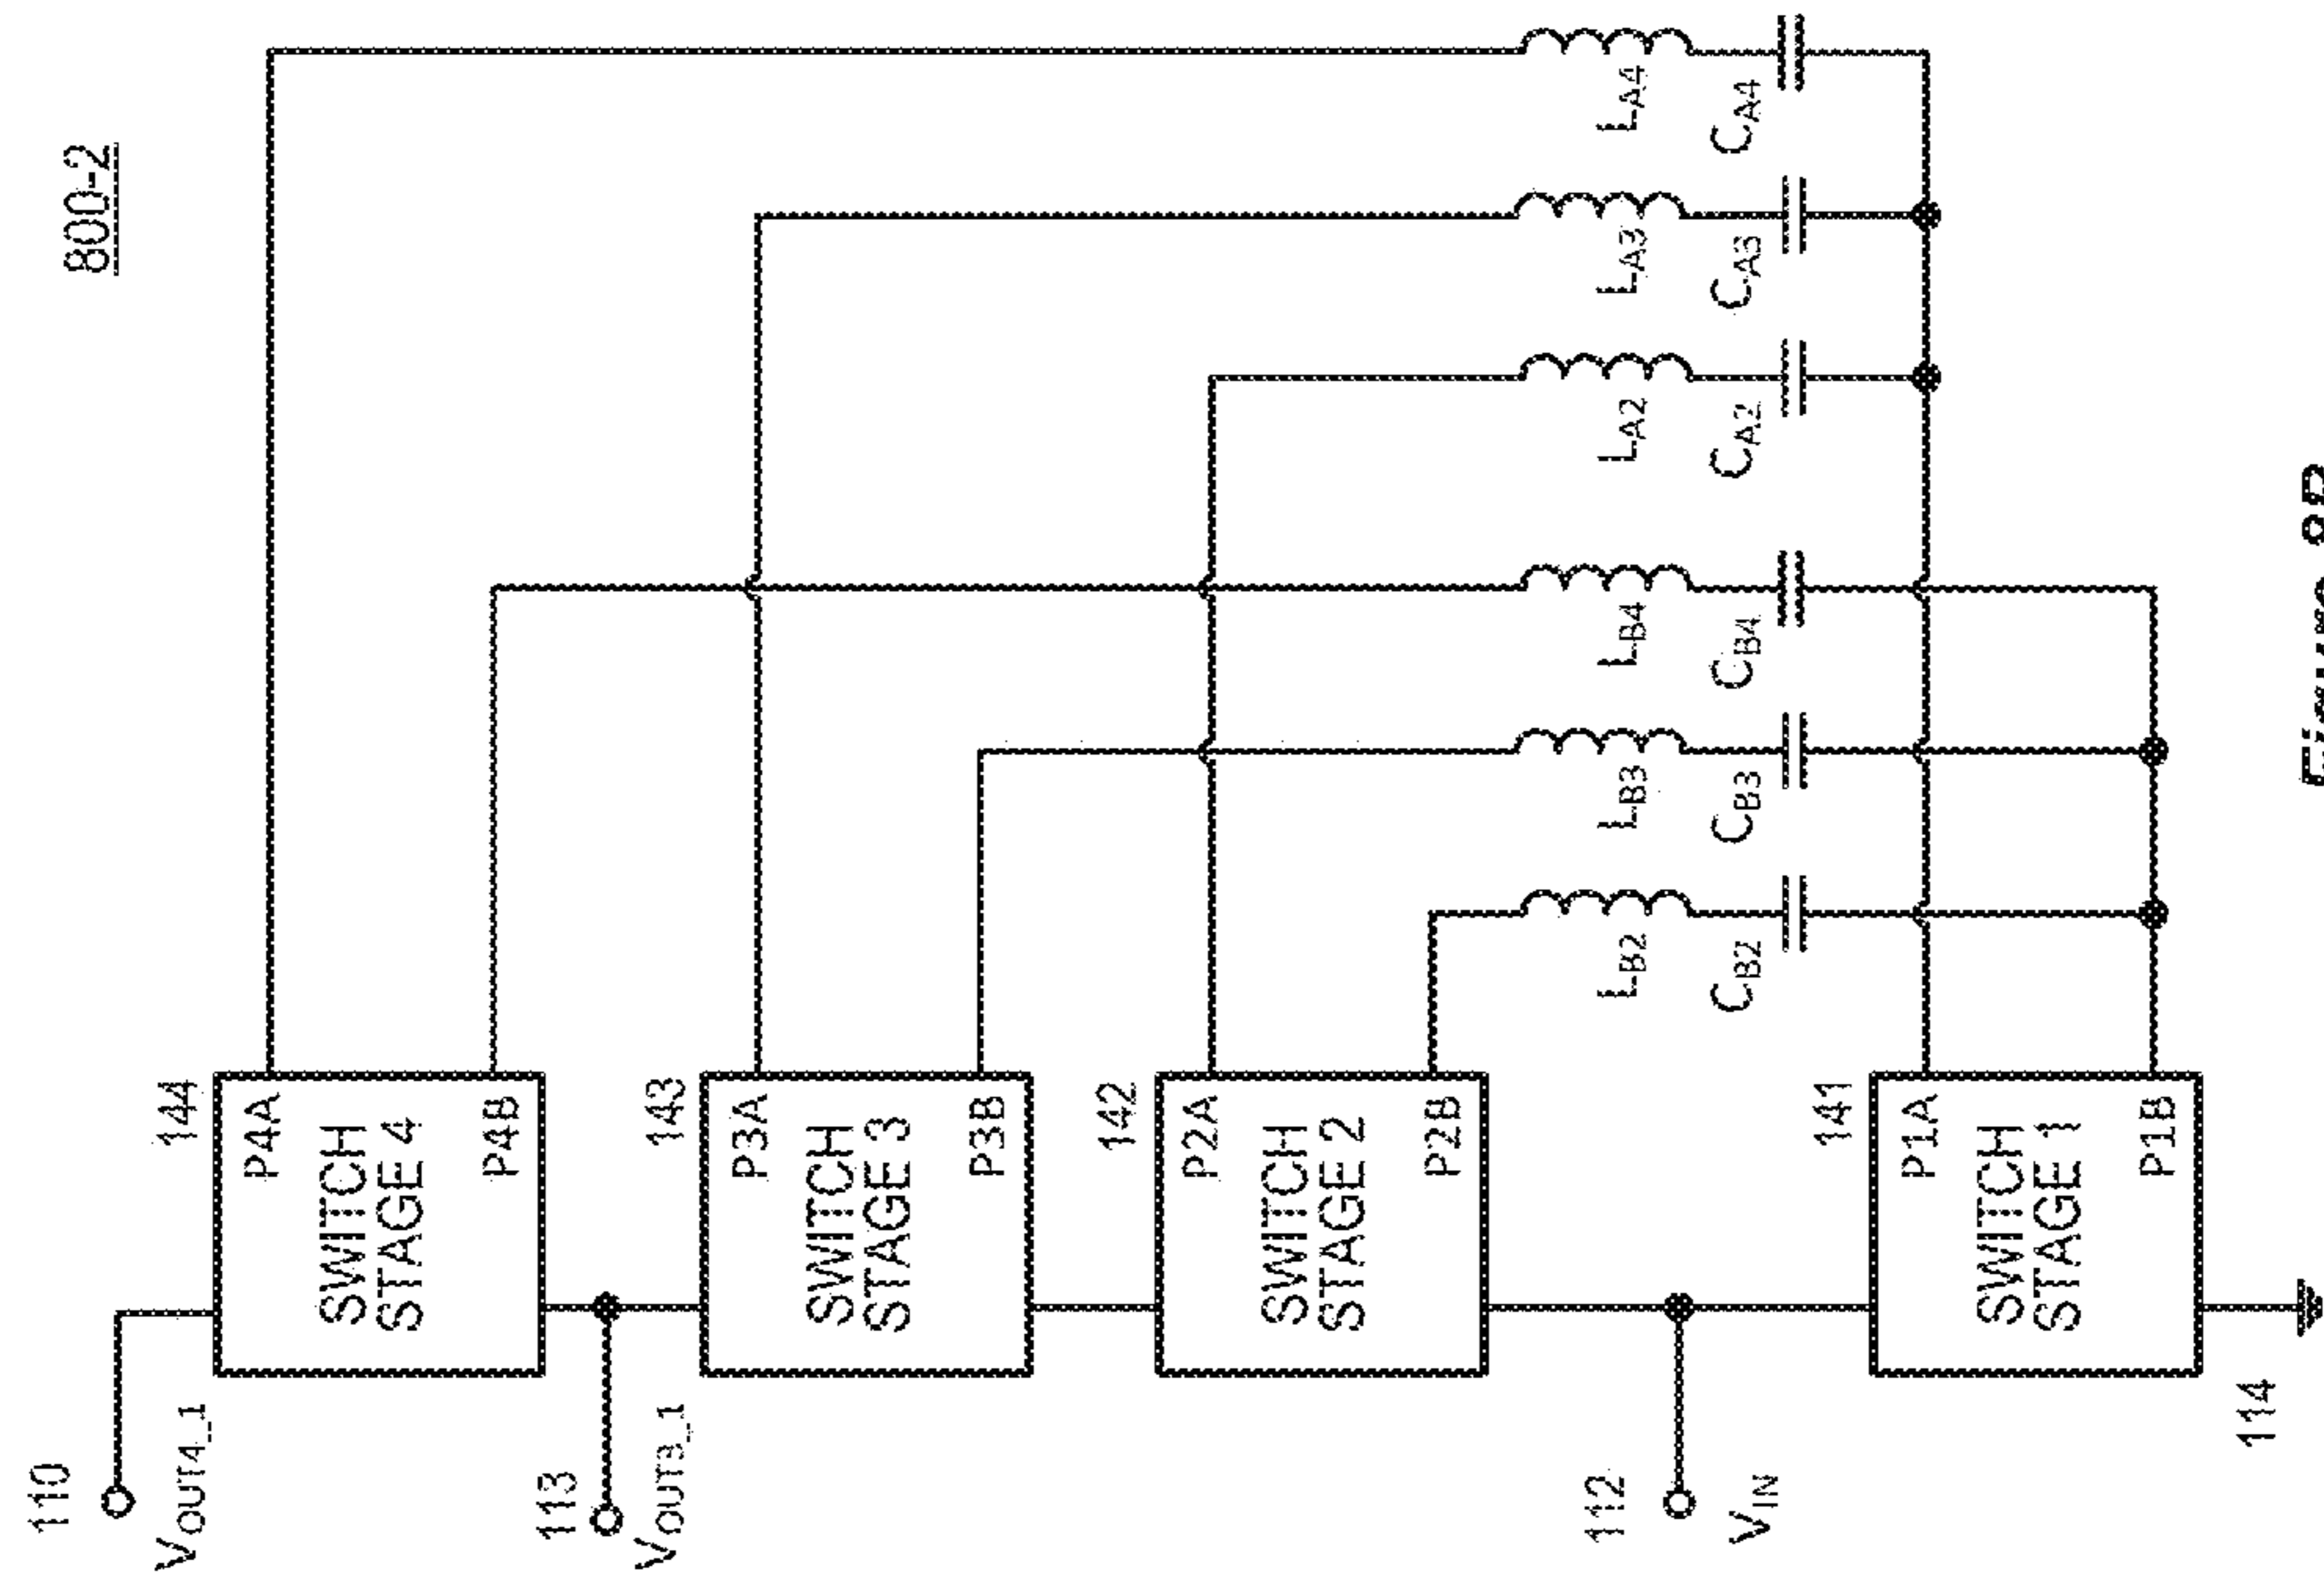 800-2
110
V_OUT4_1
144
P4A
SWITCH
STAGE 4
P4B
113
V_OUT3_1
143
P3A
SWITCH
STAGE 3
P3B
142
P2A
SWITCH
STAGE 2
P2B
112
V_IN
141
P1A
SWITCH
STAGE 1
P1B
114
L_B2
C_B2
L_B3
C_B3
L_B4
C_B4
L_A2
C_A2
L_A3
C_A3
L_A4
C_A4